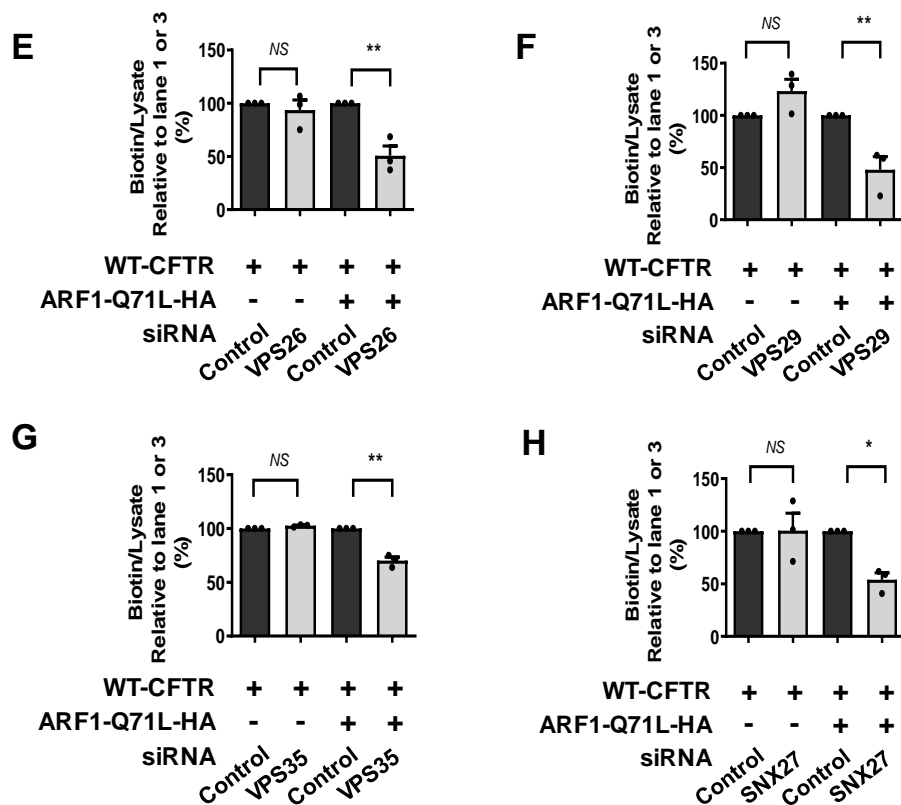 E
Biotin/Lysate
Relative to lane 1 or 3
(%)
150
100
50
0
NS
**
WT-CFTR + + + +
ARF1-Q71L-HA - - + +
siRNA Control VPS26 Control VPS26
F
Biotin/Lysate
Relative to lane 1 or 3
(%)
150
100
50
0
NS
**
WT-CFTR + + + +
ARF1-Q71L-HA - - + +
siRNA Control VPS29 Control VPS29
G
Biotin/Lysate
Relative to lane 1 or 3
(%)
150
100
50
0
NS
**
WT-CFTR + + + +
ARF1-Q71L-HA - - + +
siRNA Control VPS35 Control VPS35
H
Biotin/Lysate
Relative to lane 1 or 3
(%)
150
100
50
0
NS
*
WT-CFTR + + + +
ARF1-Q71L-HA - - + +
siRNA Control SNX27 Control SNX27